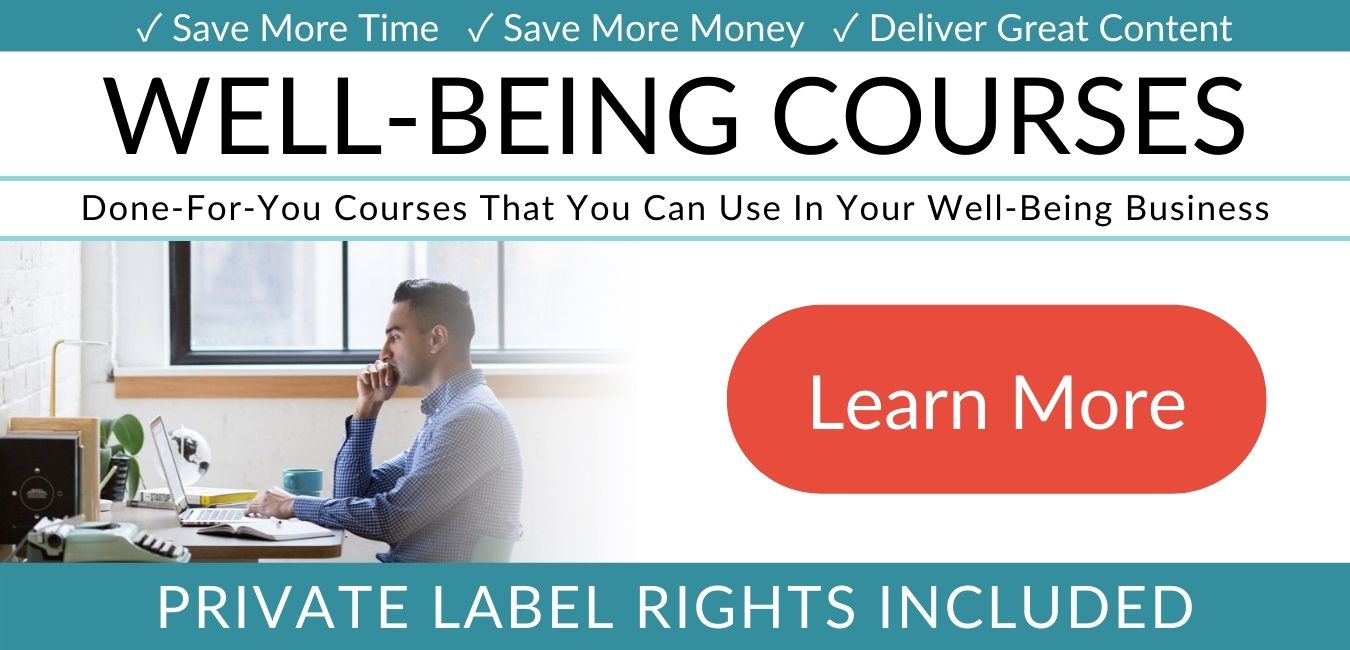 ✓ Save More Time ✓ Save More Money ✓ Deliver Great Content
WELL-BEING COURSES
Done-For-You Courses That You Can Use In Your Well-Being Business
STARTUP
Learn More
PRIVATE LABEL RIGHTS INCLUDED